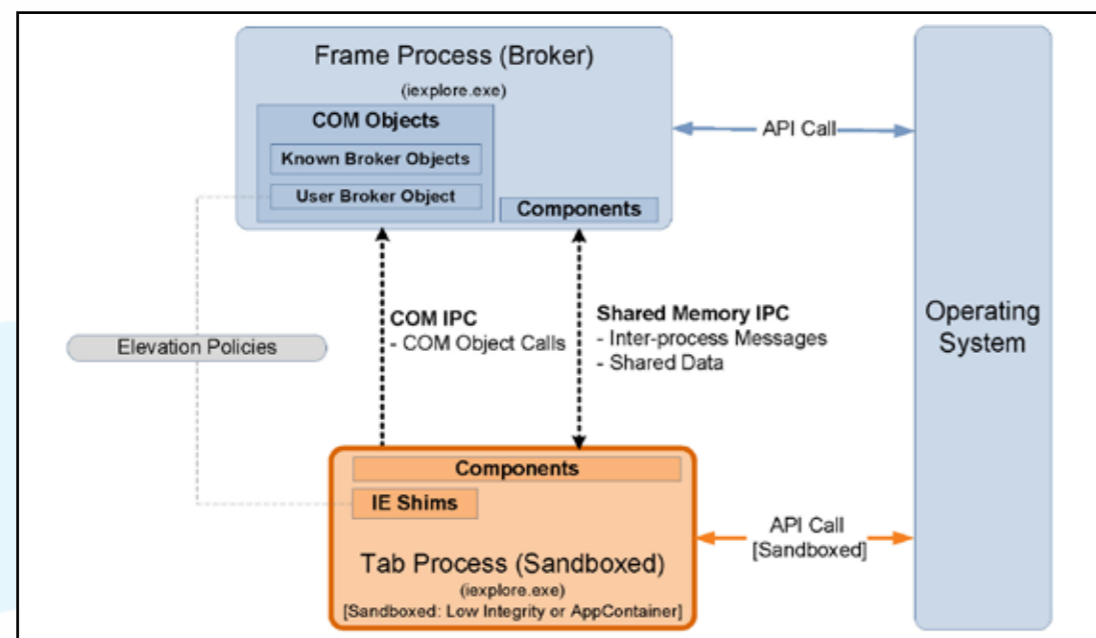 Frame Process (Broker)
(iexplore.exe)
COM Objects
Known Broker Objects
User Broker Object
Components
API Call
Operating
System
COM IPC
- COM Object Calls
Shared Memory IPC
- Inter-process Messages
- Shared Data
Elevation Policies
Components
IE Shims
Tab Process (Sandboxed)
(iexplore.exe)
[Sandboxed: Low Integrity or AppContainer]
API Call
[Sandboxed]